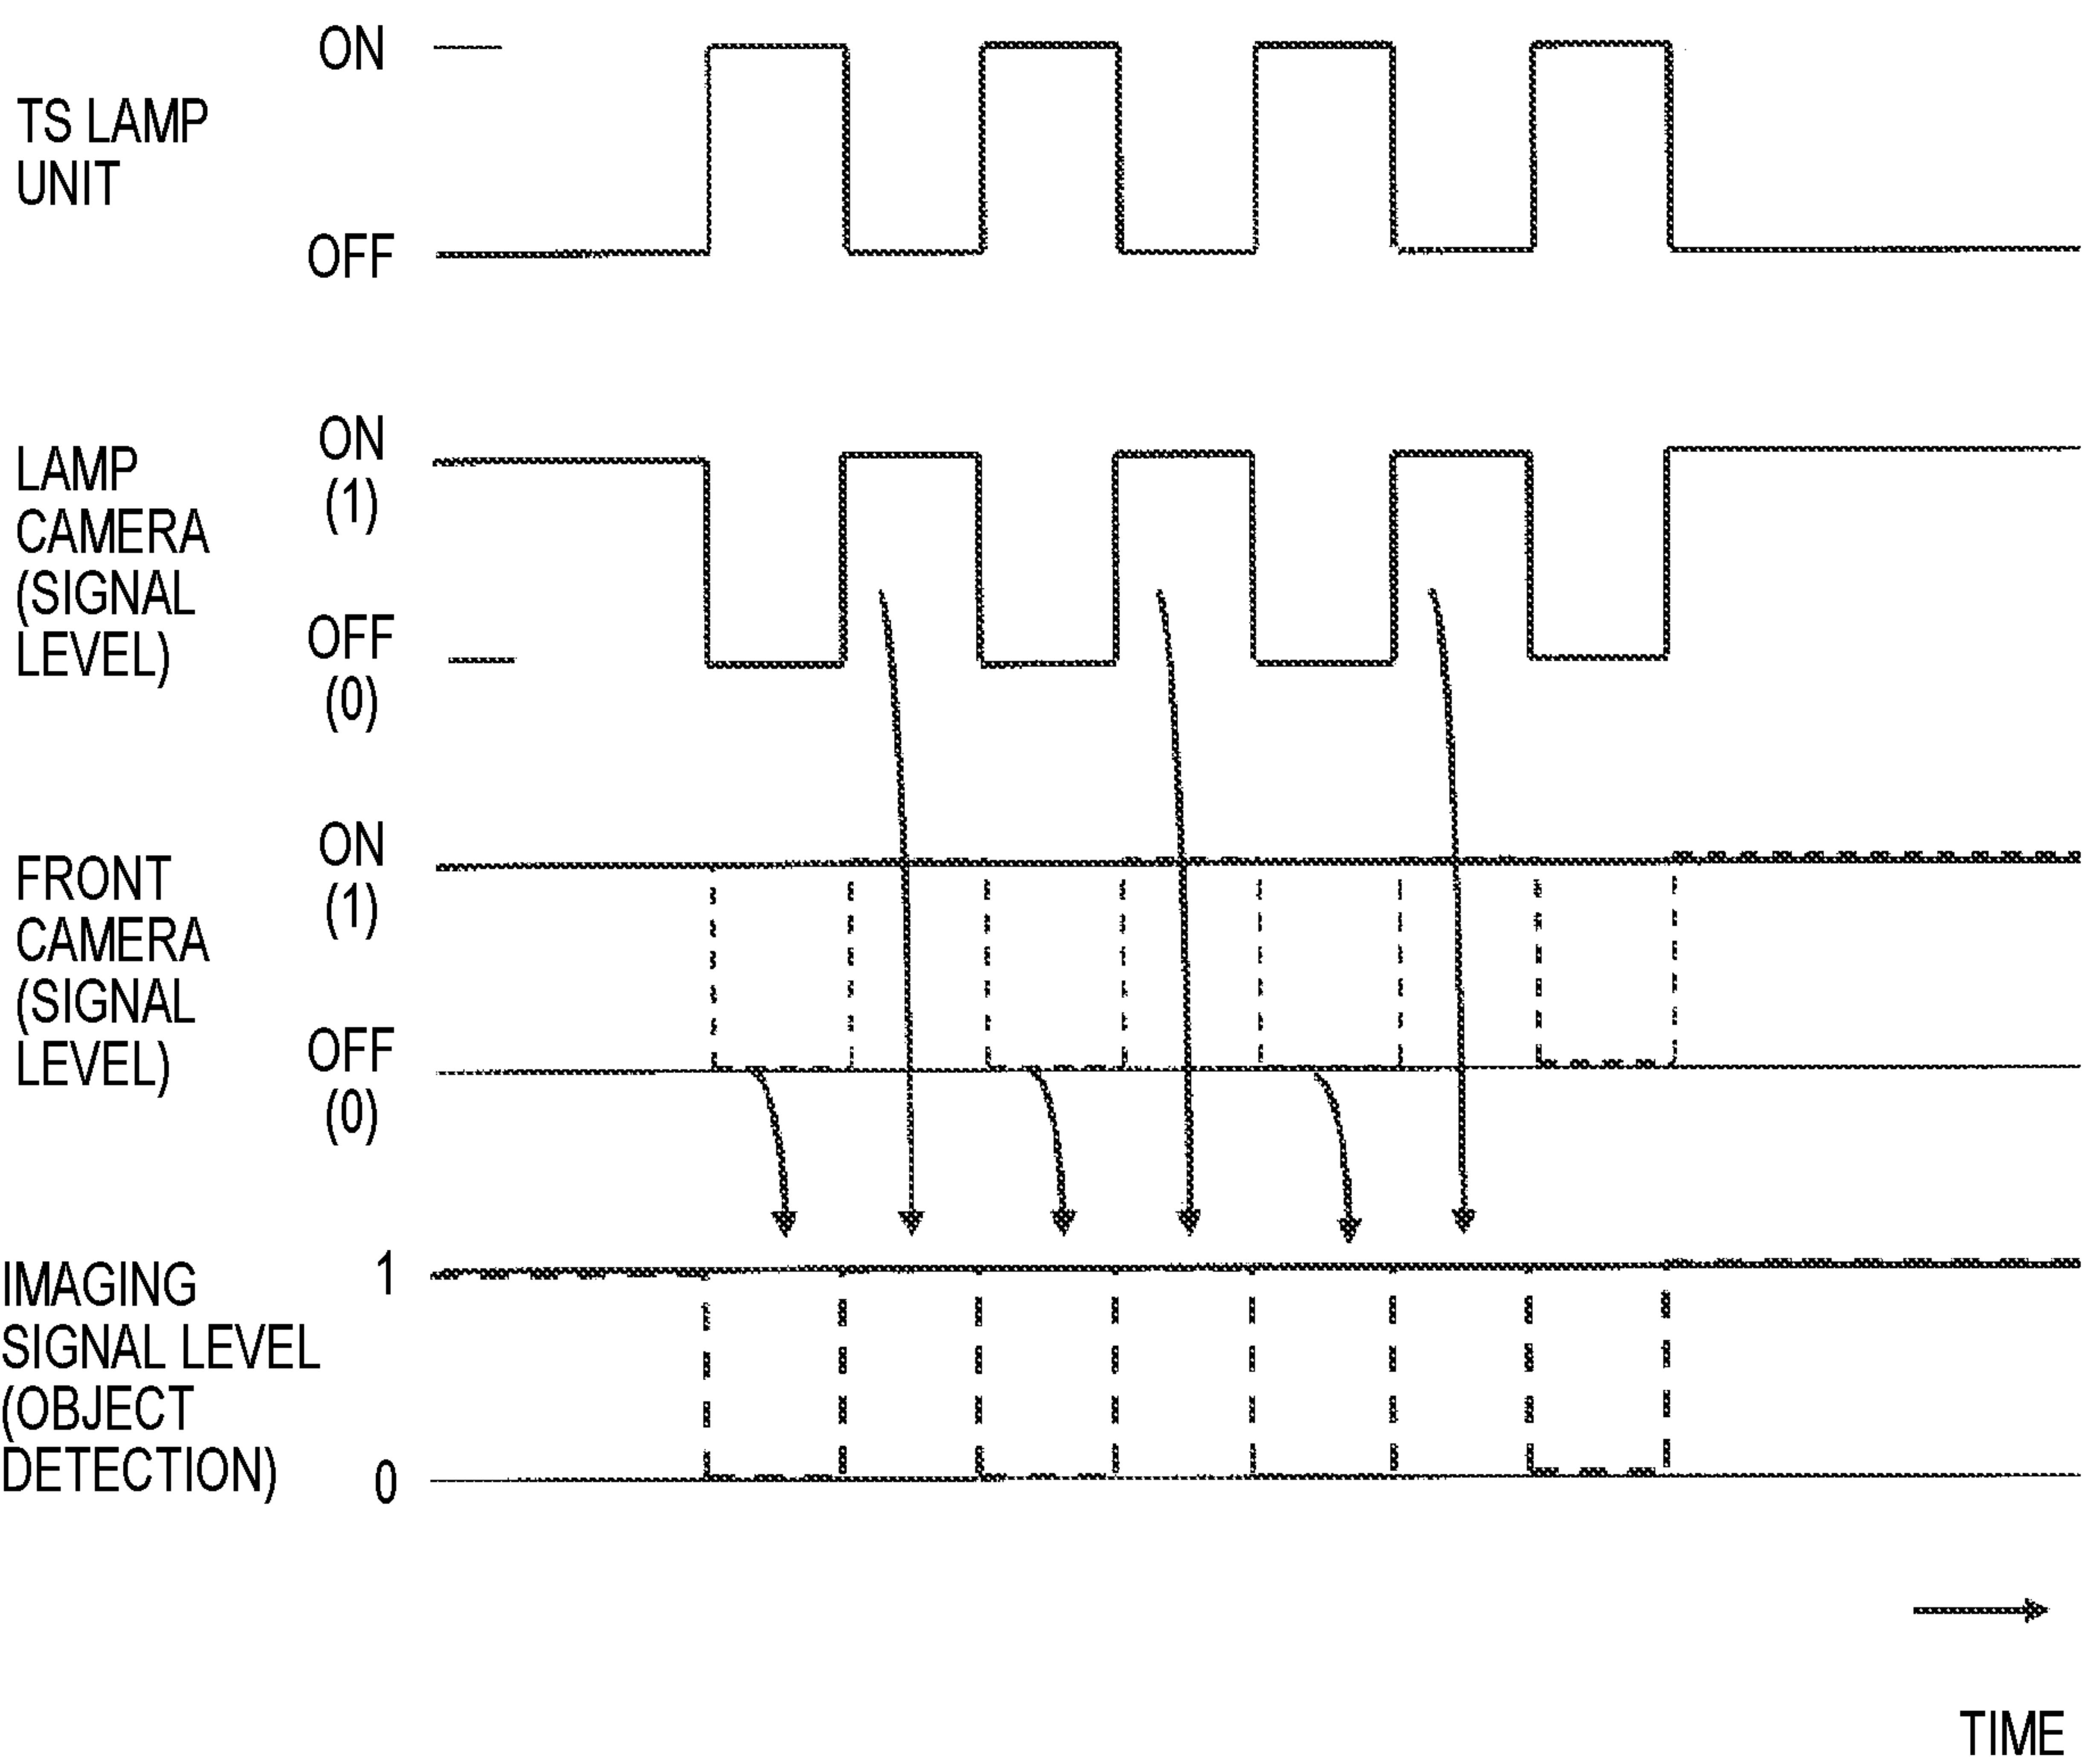 ON
TS LAMP
UNIT
OFF
ON
(1)
LAMP
CAMERA
(SIGNAL
LEVEL)
OFF
(0)
ON
(1)
FRONT
CAMERA
(SIGNAL
LEVEL)
OFF
(0)
1
IMAGING
SIGNAL LEVEL
(OBJECT
DETECTION)
0
TIME